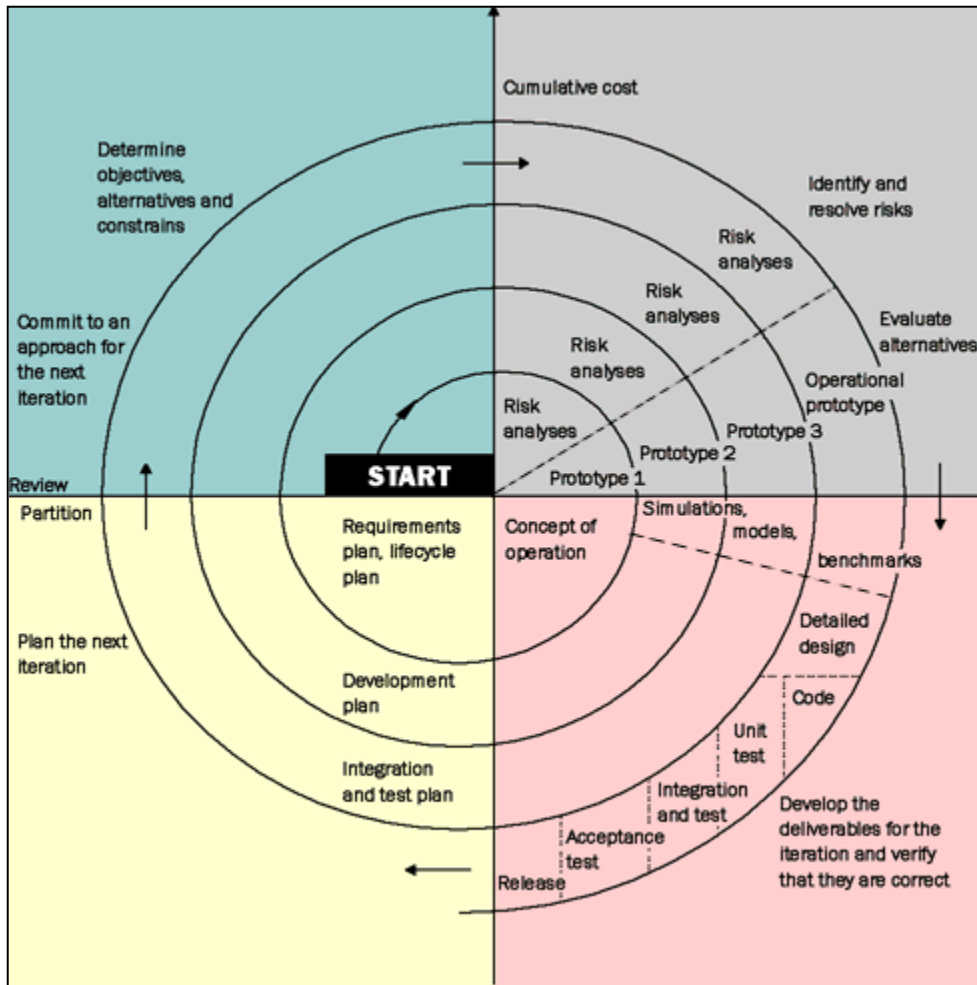 Cumulative cost
Determine
objectives,
alternatives and
constrains
Identify and
resolve risks
Risk
analyses
Risk
analyses
Risk
analyses
Risk
analyses
Commit to an
approach for
the next
iteration
Evaluate
alternatives
Operational
prototype
Prototype 3
Prototype 2
Prototype 1
START
Review
Partition
Requirements
plan, lifecycle
plan
Concept of
operation
Simulations,
models,
benchmarks
Detailed
design
Code
Unit
test
Integration
and test
Acceptance
test
Release
Plan the next
iteration
Development
plan
Integration
and test plan
Develop the
deliverables for the
iteration and verify
that they are correct